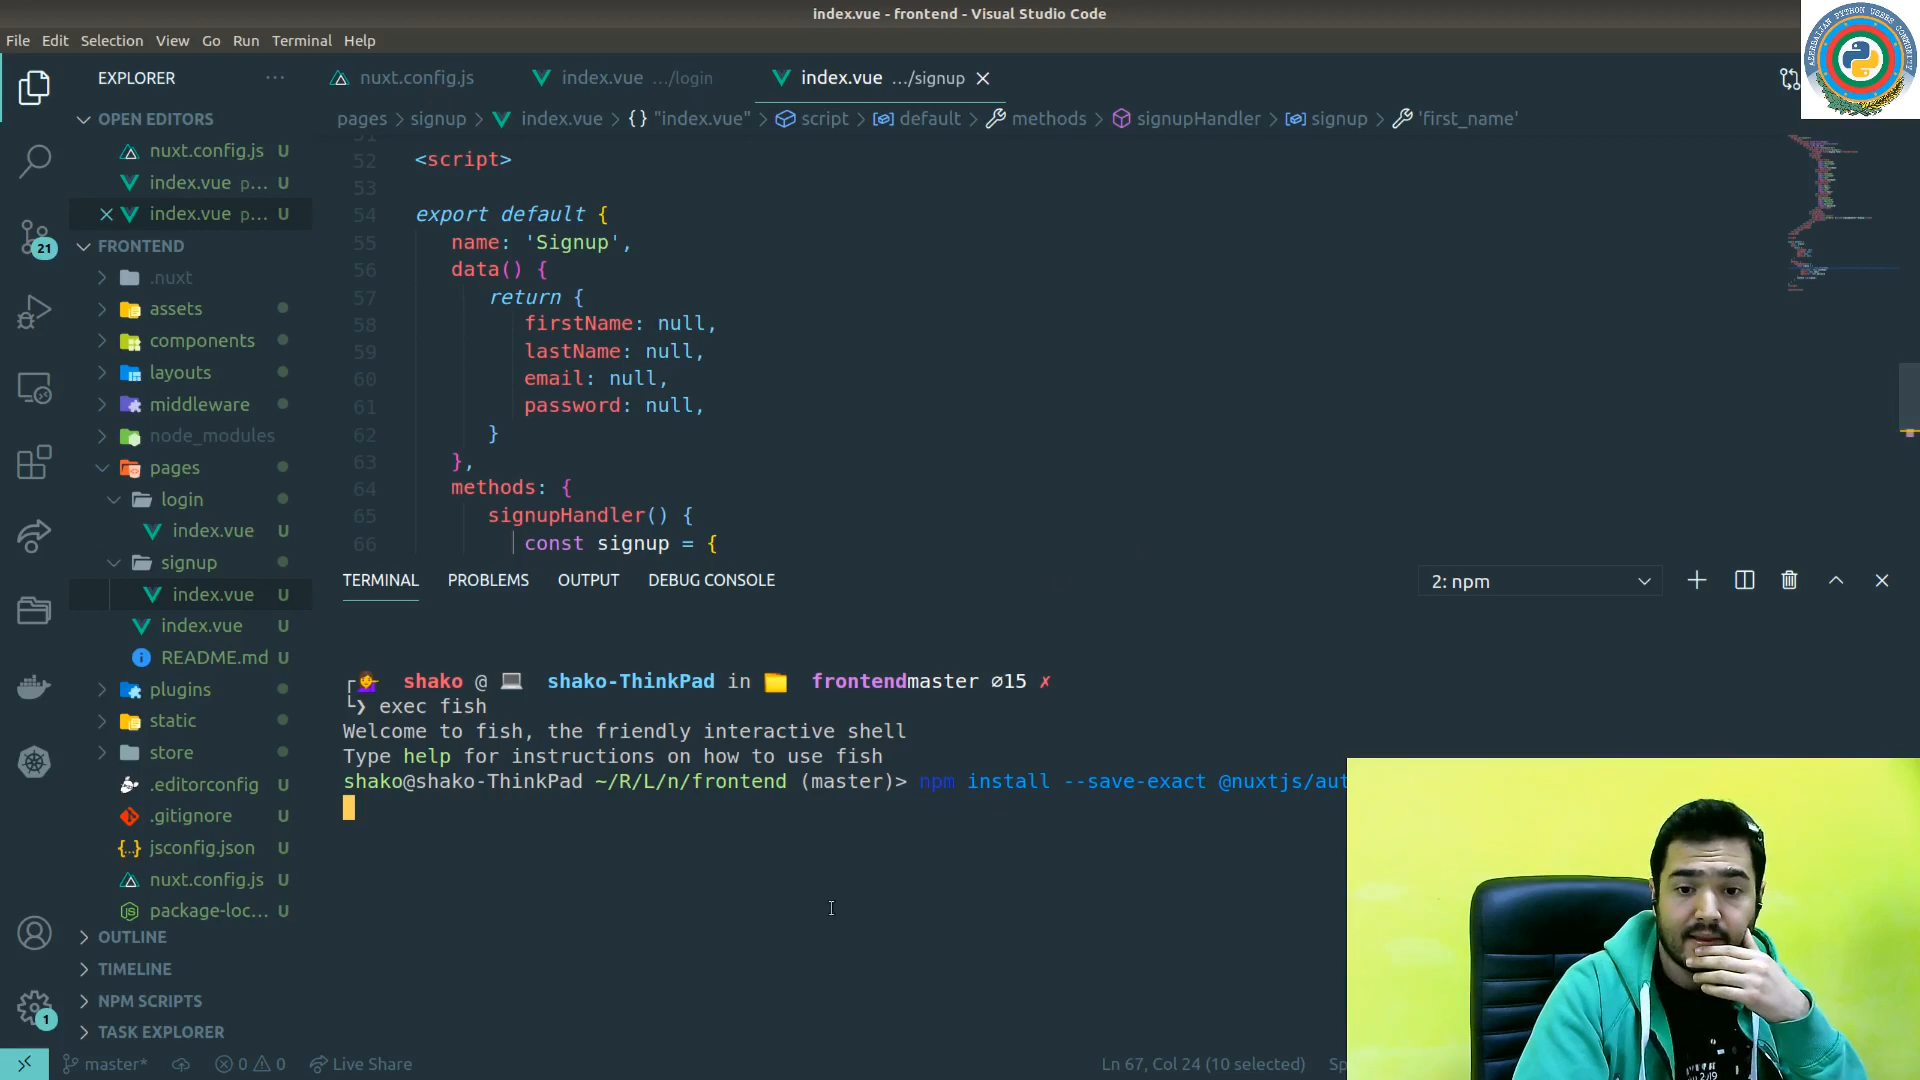 index.vue - frontend - Visual Studio Code
File Edit Selection View Go Run Terminal Help
AZERBAIJAN PYTHON USERS COMMUNITY
EXPLORER
nuxt.config.js
index.vue .../login
index.vue .../signup
pages > signup > index.vue > {} "index.vue" > script > default > methods > signupHandler > signup > 'first_name'
OPEN EDITORS
nuxt.config.js U
index.vue p... U
index.vue p... U
21
FRONTEND
.nuxt
assets
components
layouts
middleware
node_modules
pages
login
index.vue U
signup
index.vue U
index.vue U
README.md U
plugins
static
store
.editorconfig U
.gitignore U
jsconfig.json U
nuxt.config.js U
package-loc... U
OUTLINE
TIMELINE
NPM SCRIPTS
1
TASK EXPLORER
52 <script>
53
54 export default {
55 name: 'Signup',
56 data() {
57 return {
58 firstName: null,
59 lastName: null,
60 email: null,
61 password: null,
62 }
63 },
64 methods: {
65 signupHandler() {
66 const signup = {
TERMINAL PROBLEMS OUTPUT DEBUG CONSOLE
2: npm
shako @ shako-ThinkPad in frontendmaster ⌀15 ✗
└❯ exec fish
Welcome to fish, the friendly interactive shell
Type help for instructions on how to use fish
shako@shako-ThinkPad ~/R/L/n/frontend (master)> npm install --save-exact @nuxtjs/aut
master* 0 0 Live Share
Ln 67, Col 24 (10 selected)
Sp